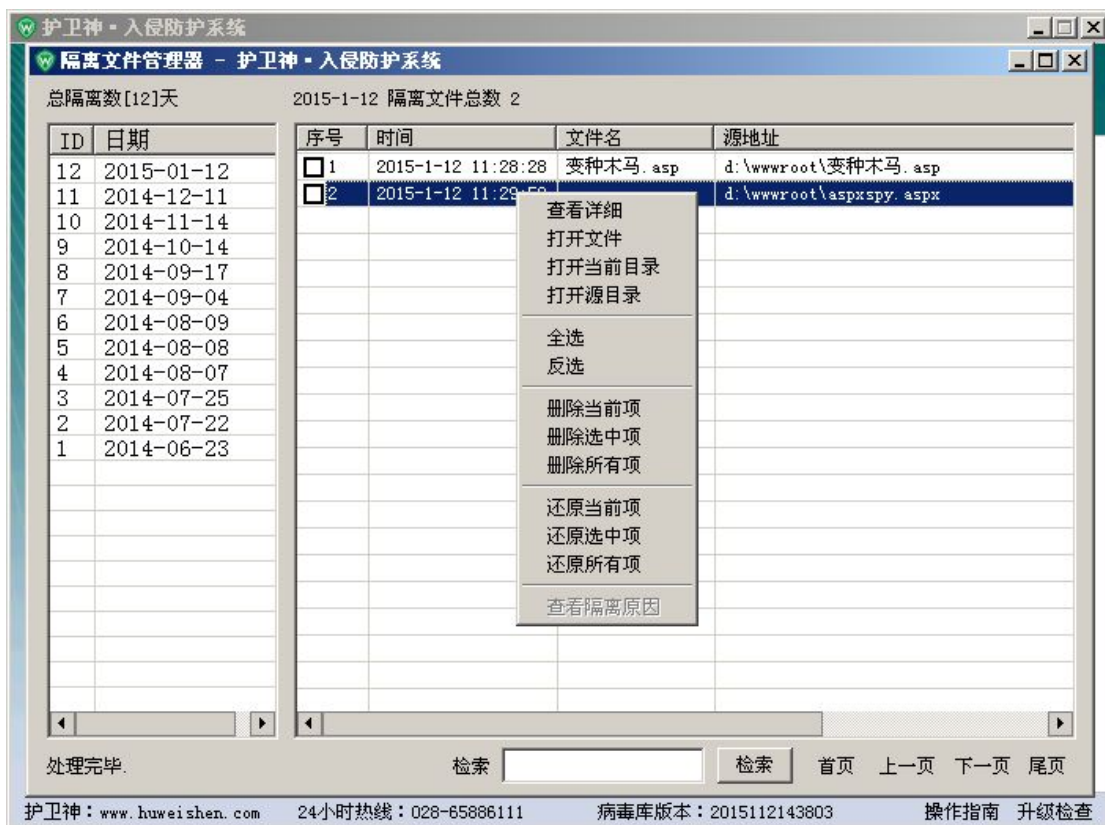 护卫神·入侵防护系统
隔离文件管理器 - 护卫神·入侵防护系统
总隔离数[12]天
2015-1-12 隔离文件总数 2
ID 日期
12 2015-01-12
11 2014-12-11
10 2014-11-14
9 2014-10-14
8 2014-09-17
7 2014-09-04
6 2014-08-09
5 2014-08-08
4 2014-08-07
3 2014-07-25
2 2014-07-22
1 2014-06-23
序号 时间 文件名 源地址
1 2015-1-12 11:28:28 变种木马.asp d:\wwwroot\变种木马.asp
2 2015-1-12 d:\wwwroot\aspxspy.aspx
查看详细
打开文件
打开当前目录
打开源目录
全选
反选
删除当前项
删除选中项
删除所有项
还原当前项
还原选中项
还原所有项
查看隔离原因
处理完毕.
检索 检索 首页 上一页 下一页 尾页
护卫神：www.huweishen.com 24小时热线：028-65886111 病毒库版本：2015112143803 操作指南 升级检查